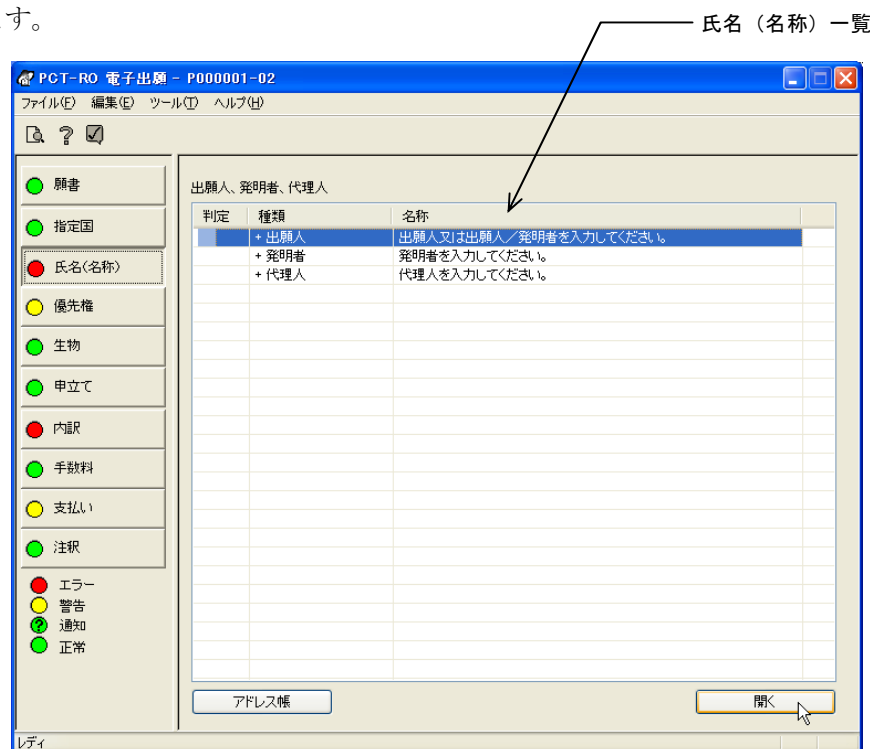 ます。
氏名（名称）一覧
PCT-RO 電子出願 - P000001-02
ファイル(F) 編集(E) ツール(T) ヘルプ(H)
願書
指定国
氏名(名称)
優先権
生物
申立て
内訳
手数料
支払い
注釈
エラー
警告
通知
正常
出願人、発明者、代理人
判定 種類 名称
+ 出願人 出願人又は出願人／発明者を入力してください。
+ 発明者 発明者を入力してください。
+ 代理人 代理人を入力してください。
アドレス帳 開く
レディ